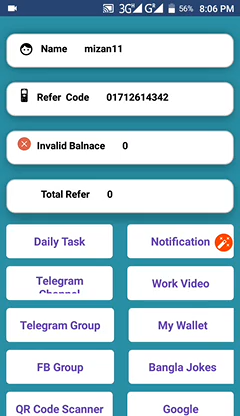 3G G 56% 8:06 PM
Name mizan11
Refer Code 01712614342
Invalid Balnace 0
Total Refer 0
Daily Task Notification
Telegram Work Video
Channel
Telegram Group My Wallet
FB Group Bangla Jokes
QR Code Scanner Google